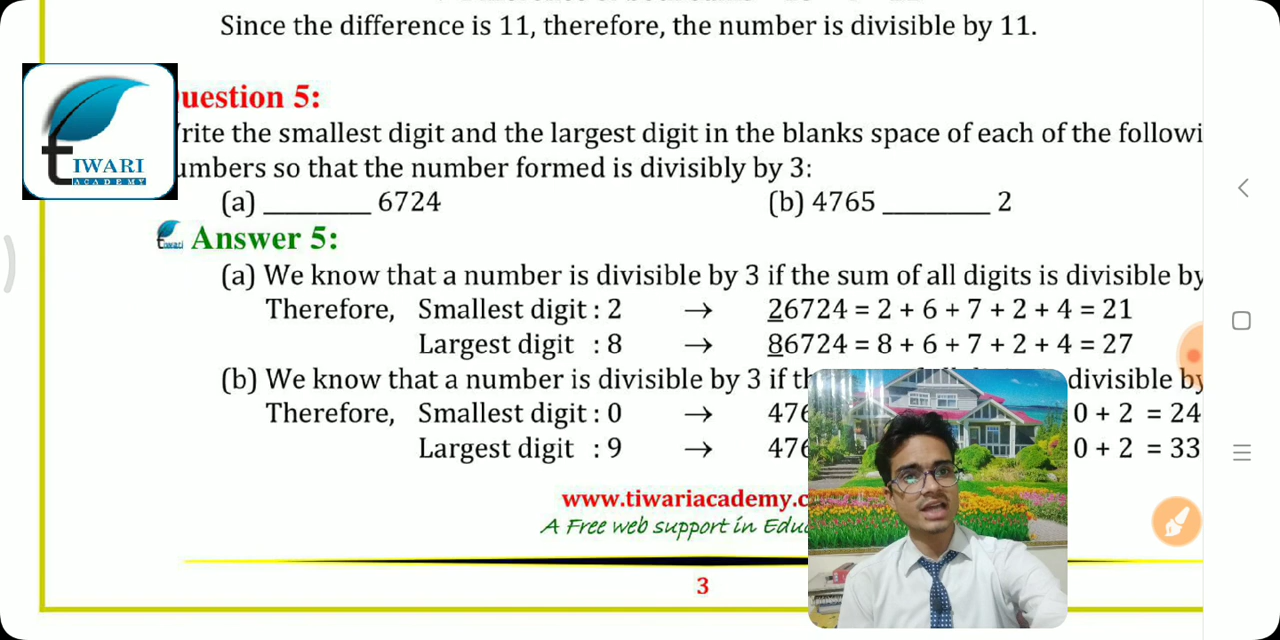 Since the difference is 11, therefore, the number is divisible by 11.
TIWARI
ACADEMY
uestion 5:
rite the smallest digit and the largest digit in the blanks space of each of the followi
umbers so that the number formed is divisibly by 3:
(a) ________ 6724 (b) 4765 ________ 2
Answer 5:
(a) We know that a number is divisible by 3 if the sum of all digits is divisible by
Therefore, Smallest digit : 2 → 26724 = 2 + 6 + 7 + 2 + 4 = 21
Largest digit : 8 → 86724 = 8 + 6 + 7 + 2 + 4 = 27
(b) We know that a number is divisible by 3 if th divisible by
Therefore, Smallest digit : 0 → 476 0 + 2 = 24
Largest digit : 9 → 476 0 + 2 = 33
www.tiwariacademy.c
A Free web support in Edu
3